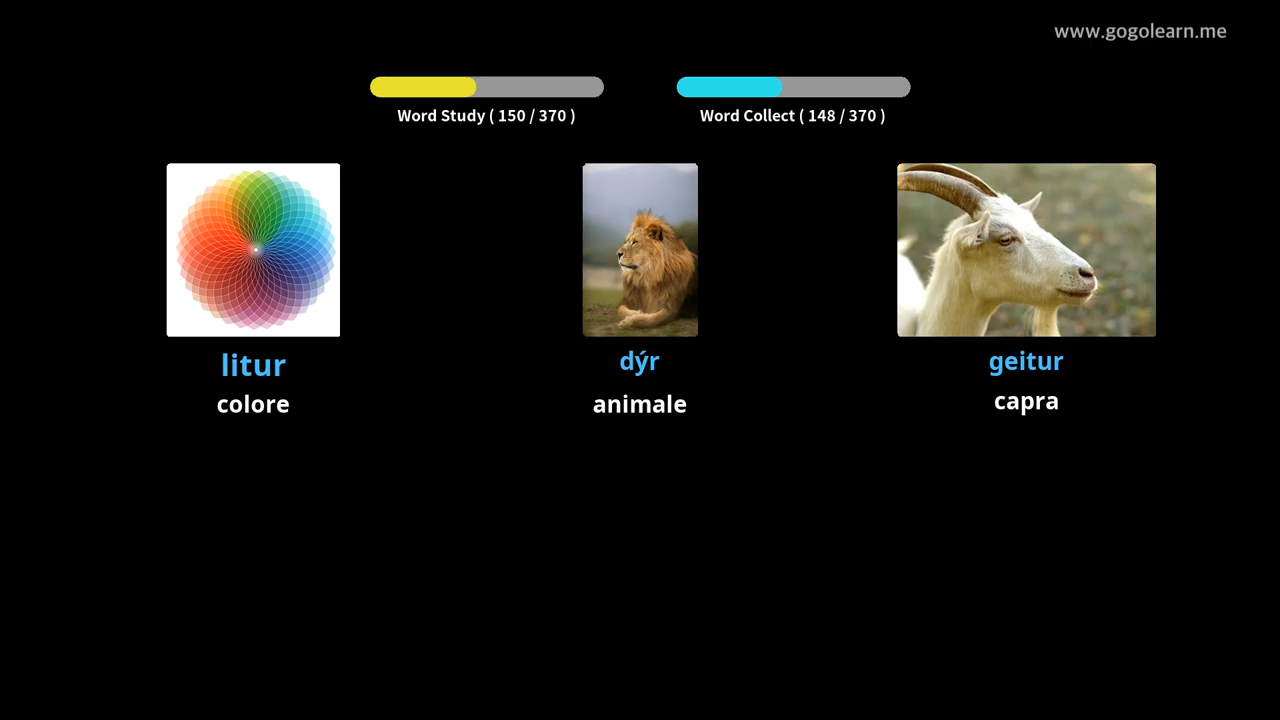 www.gogolearn.me
Word Study ( 150 / 370 )
Word Collect ( 148 / 370 )
litur
dýr
geitur
colore
animale
capra